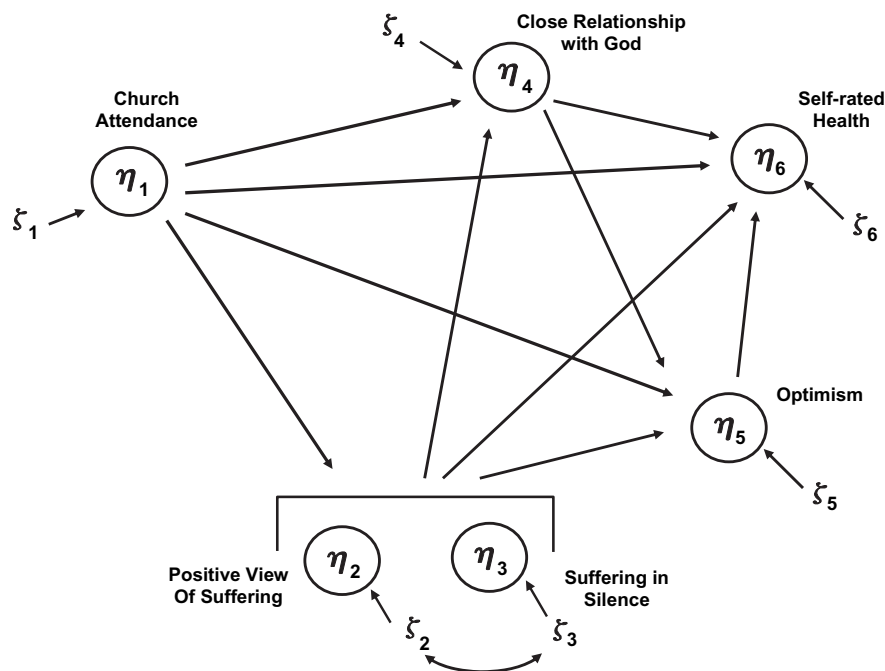 Close Relationship
with God
ζ4
η4
Church
Attendance
Self-rated
Health
η1
η6
ζ1
ζ6
Optimism
η5
ζ5
η2
η3
Positive View
Of Suffering
Suffering in
Silence
ζ2
ζ3